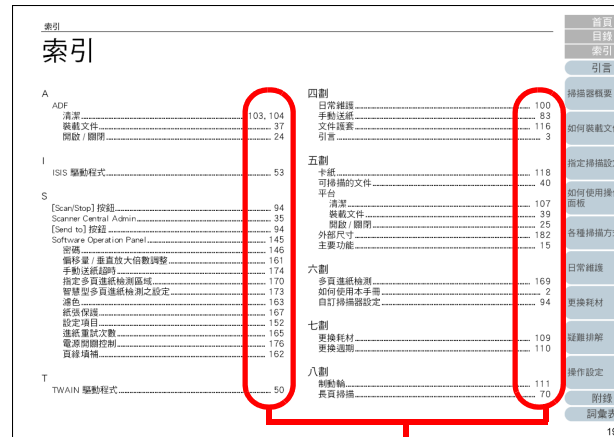 索引
索引
A
ADF
清潔 103, 104
裝載文件 37
開啟 / 關閉 24
I
ISIS 驅動程式 53
S
[Scan/Stop] 按鈕 94
Scanner Central Admin 35
[Send to] 按鈕 94
Software Operation Panel 145
密碼 146
偏移量 / 垂直放大倍數調整 161
手動送紙超時 174
指定多頁進紙檢測區域 170
智慧型多頁進紙檢測之設定 173
濾色 163
紙張保護 167
設定項目 152
進紙重試次數 165
電源開關控制 176
頁緣填補 162
T
TWAIN 驅動程式 50
四劃
日常維護 100
手動送紙 83
文件護套 116
引言 3
五劃
卡紙 118
可掃描的文件 40
平台
清潔 107
裝載文件 39
開啟 / 關閉 25
外部尺寸 182
主要功能 15
六劃
多頁進紙檢測 169
如何使用本手冊 2
自訂掃描器設定 94
七劃
更換耗材 109
更換週期 110
八劃
制動輪 111
長頁掃描 70
首頁
目錄
索引
引言
掃描器概要
如何裝載文
指定掃描設
如何使用操
面板
各種掃描方
日常維護
更換耗材
疑難排解
操作設定
附錄
詞彙
19